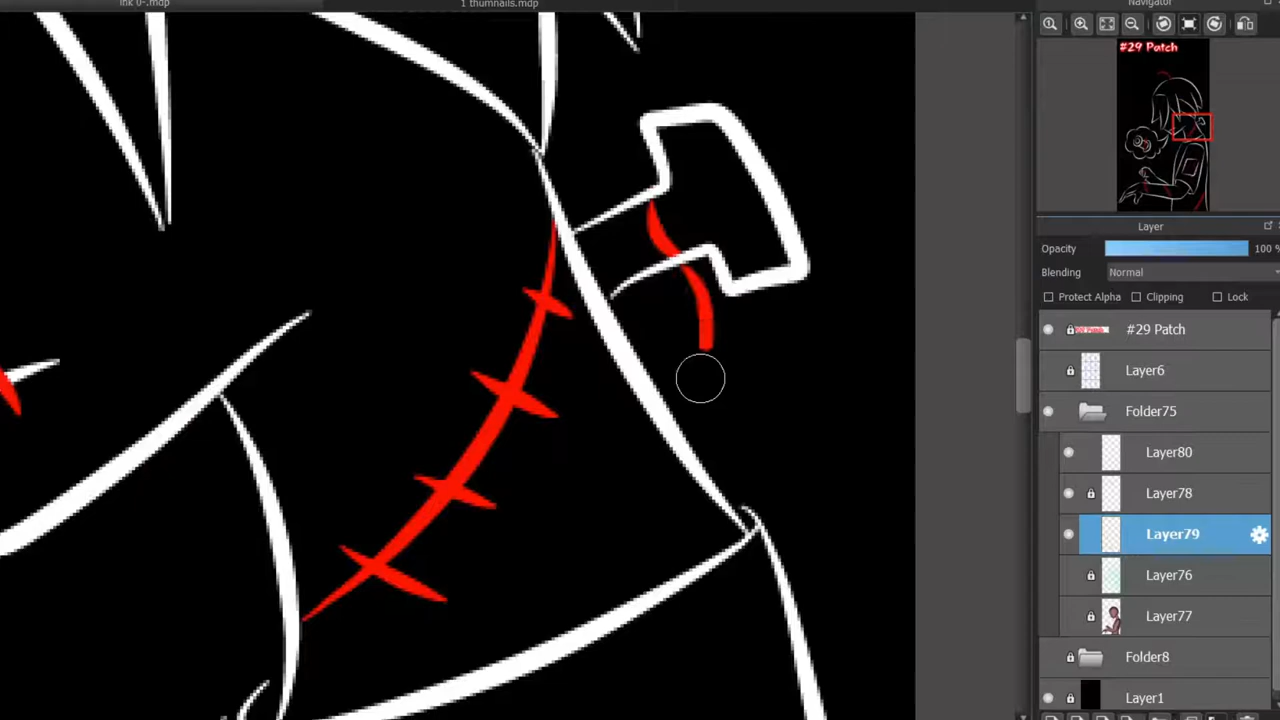 ink 0-.mdp
1 thumnails.mdp
Navigator
#29 Patch
Layer
Opacity
100 %
Blending
Normal
Protect Alpha
Clipping
Lock
#29 Patch
Layer6
Folder75
Layer80
Layer78
Layer79
Layer76
Layer77
Folder8
Layer1